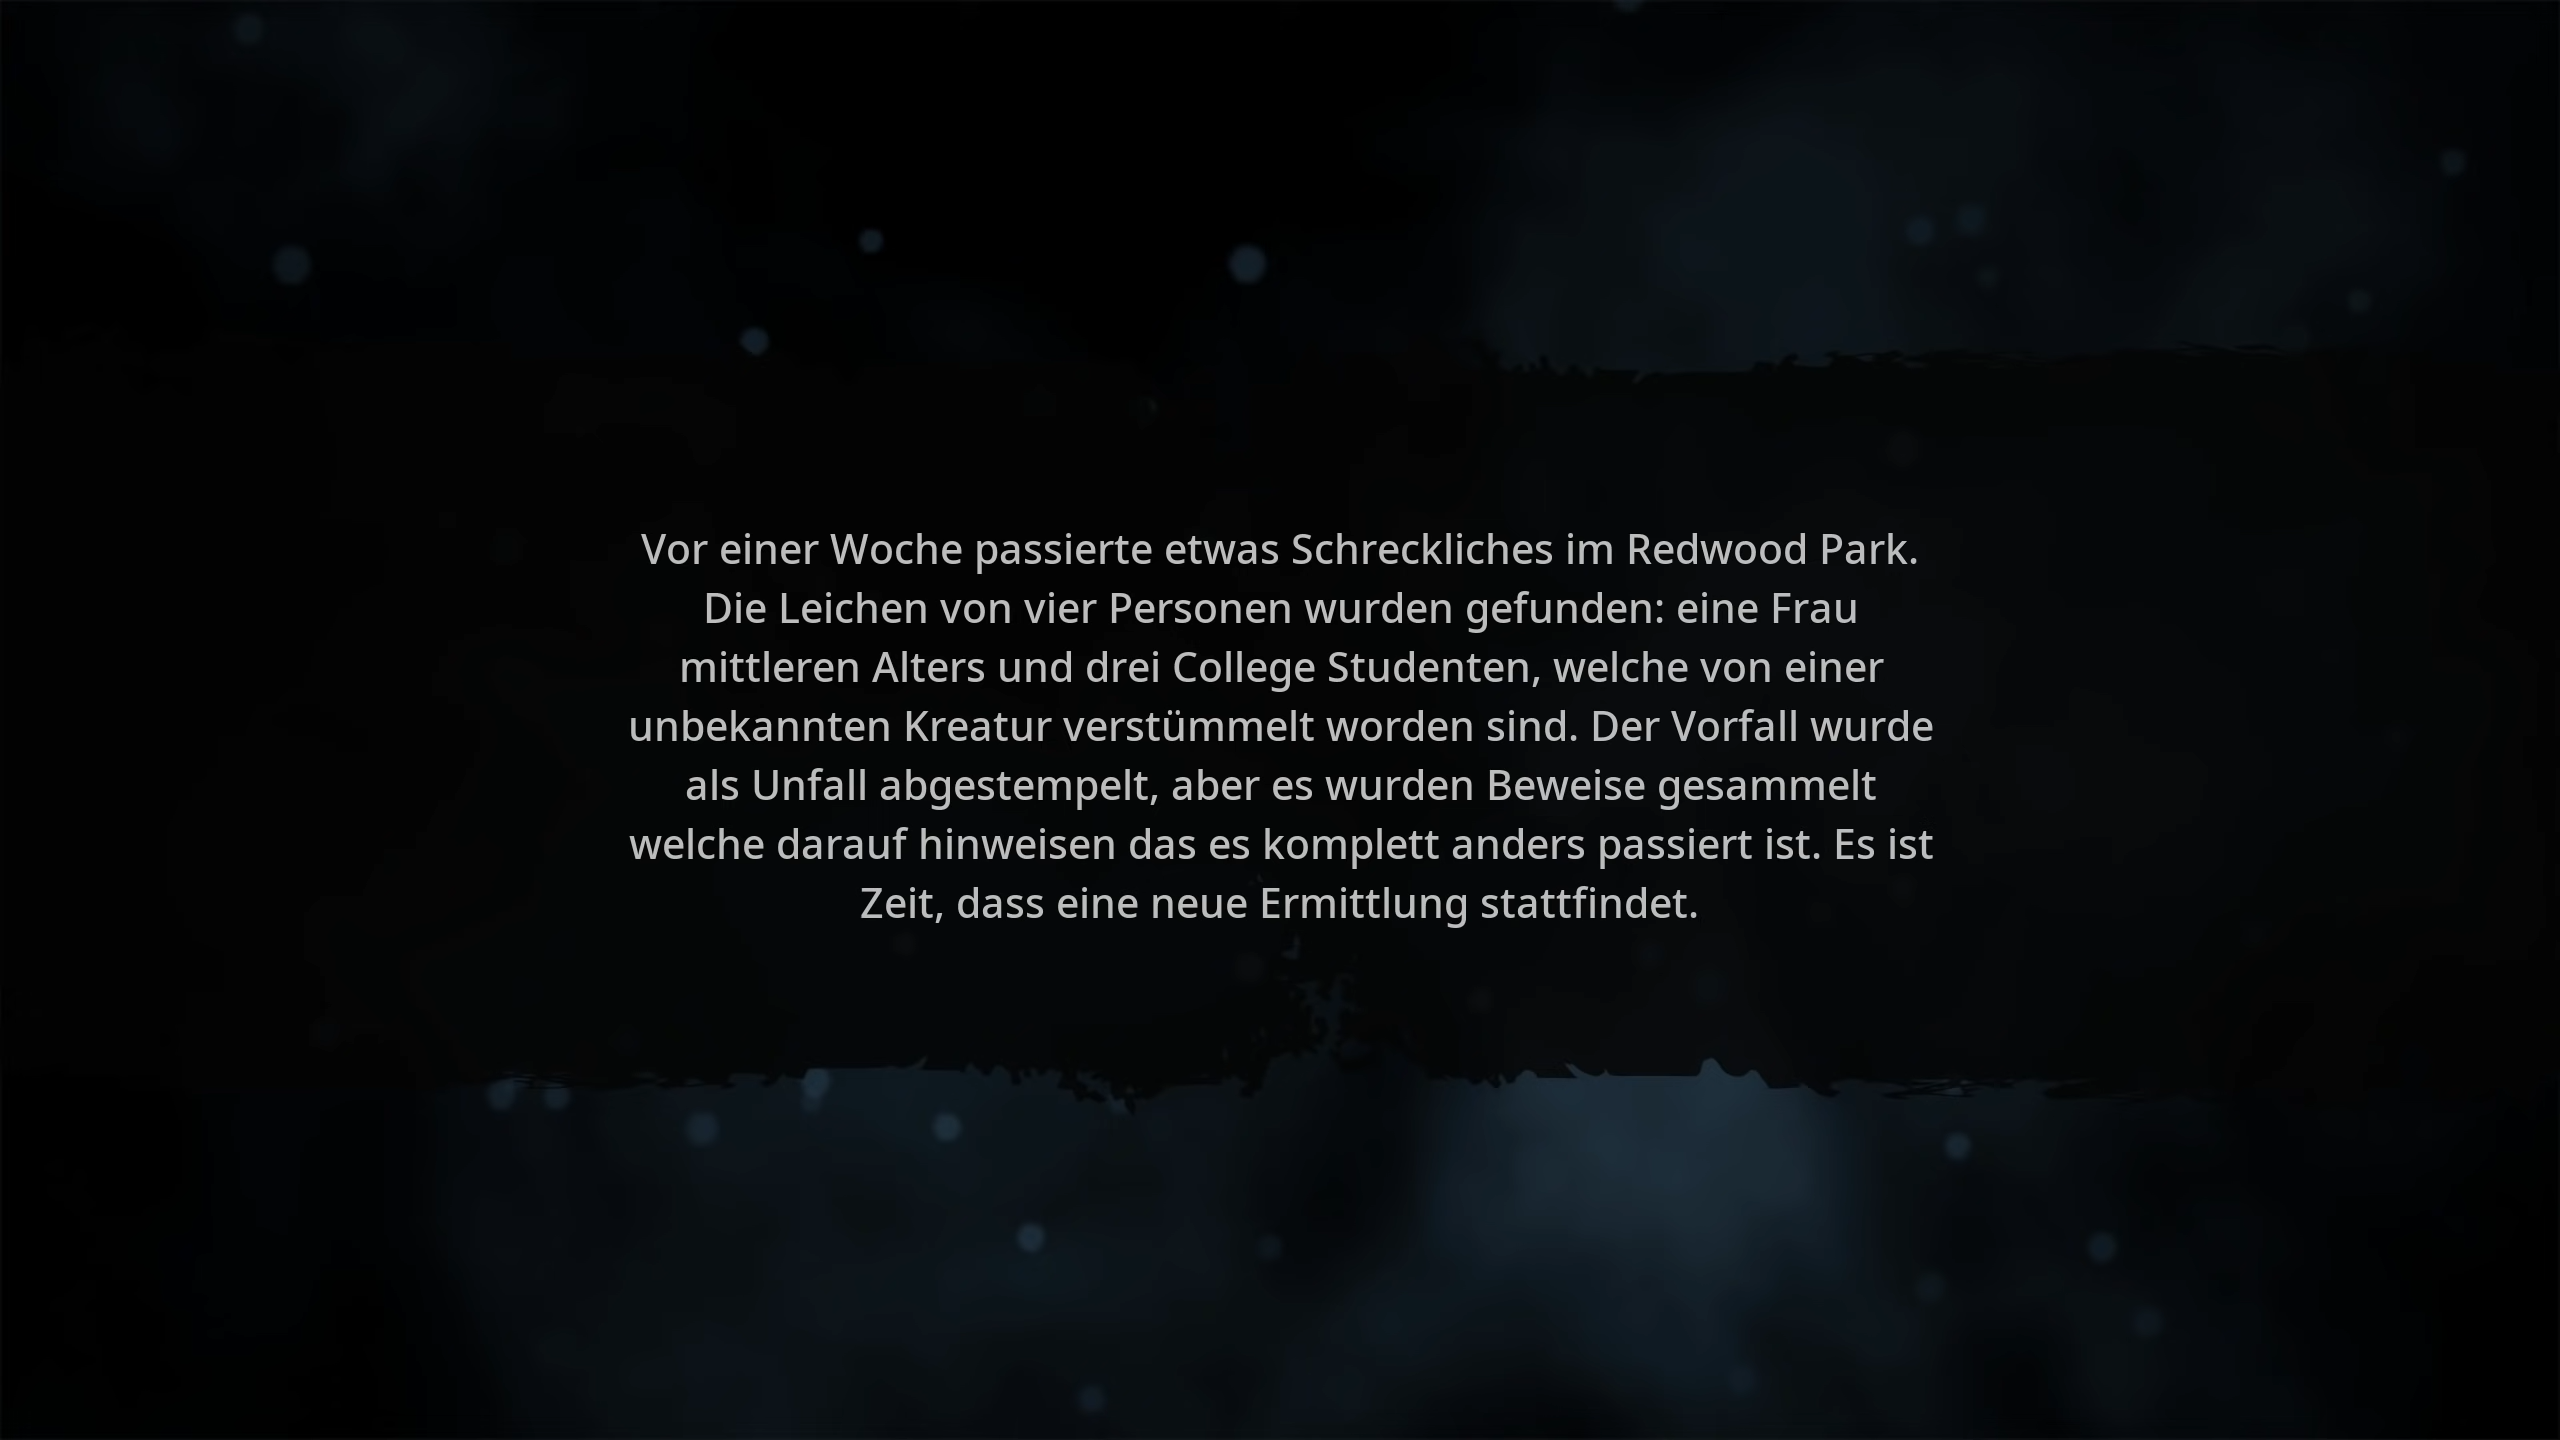 Vor einer Woche passierte etwas Schreckliches im Redwood Park.
Die Leichen von vier Personen wurden gefunden: eine Frau
mittleren Alters und drei College Studenten, welche von einer
unbekannten Kreatur verstümmelt worden sind. Der Vorfall wurde
als Unfall abgestempelt, aber es wurden Beweise gesammelt
welche darauf hinweisen das es komplett anders passiert ist. Es ist
Zeit, dass eine neue Ermittlung stattfindet.